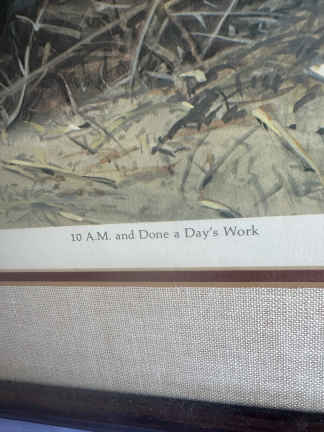 10 A.M. and Done a Day's Work